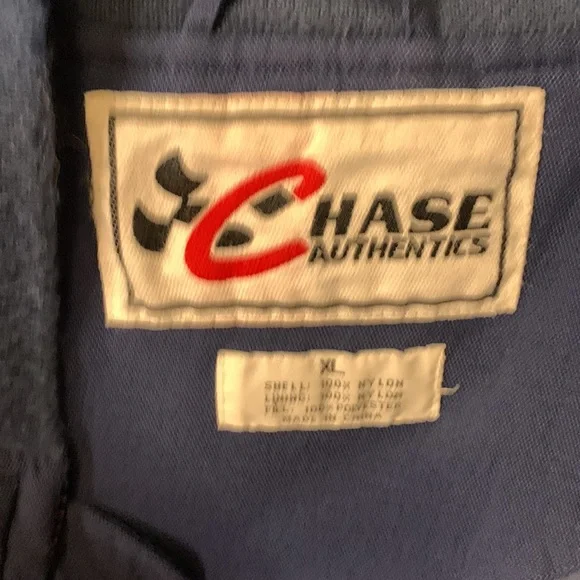 CHASE
AUTHENTICS
XL
SHELL: 100% NYLON
LINING: 100% NYLON
FILL: 100% POLYESTER
MADE IN CHINA